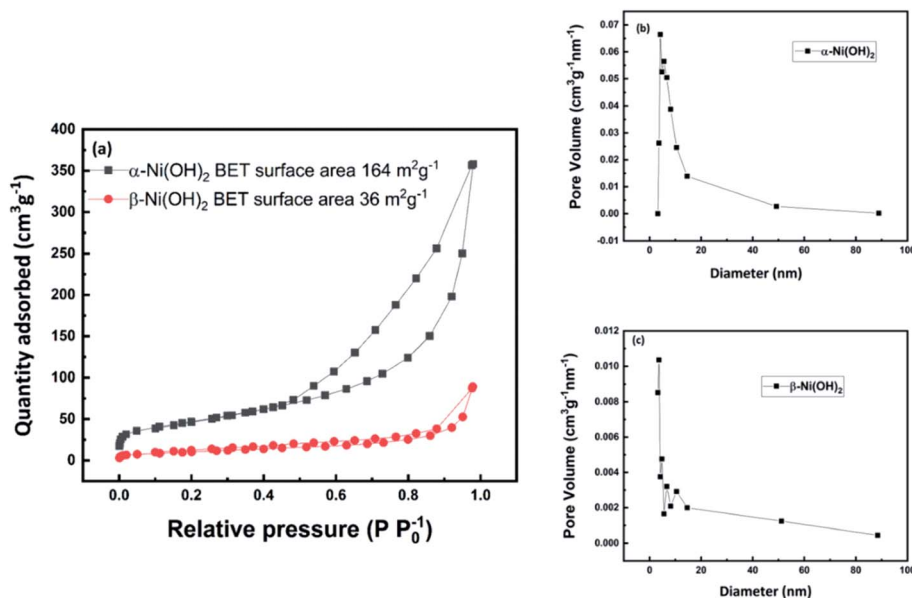 (a)
α-Ni(OH)₂ BET surface area 164 m²g⁻¹
β-Ni(OH)₂ BET surface area 36 m²g⁻¹
Quantity adsorbed (cm³g⁻¹)
400
350
300
250
200
150
100
50
0
0.0 0.2 0.4 0.6 0.8 1.0
Relative pressure (P P₀⁻¹)
(b)
α-Ni(OH)₂
Pore Volume (cm³g⁻¹nm⁻¹)
0.07
0.06
0.05
0.04
0.03
0.02
0.01
0.00
-0.01
0 20 40 60 80 100
Diameter (nm)
(c)
β-Ni(OH)₂
Pore Volume (cm³g⁻¹nm⁻¹)
0.012
0.010
0.008
0.006
0.004
0.002
0.000
0 20 40 60 80 100
Diameter (nm)